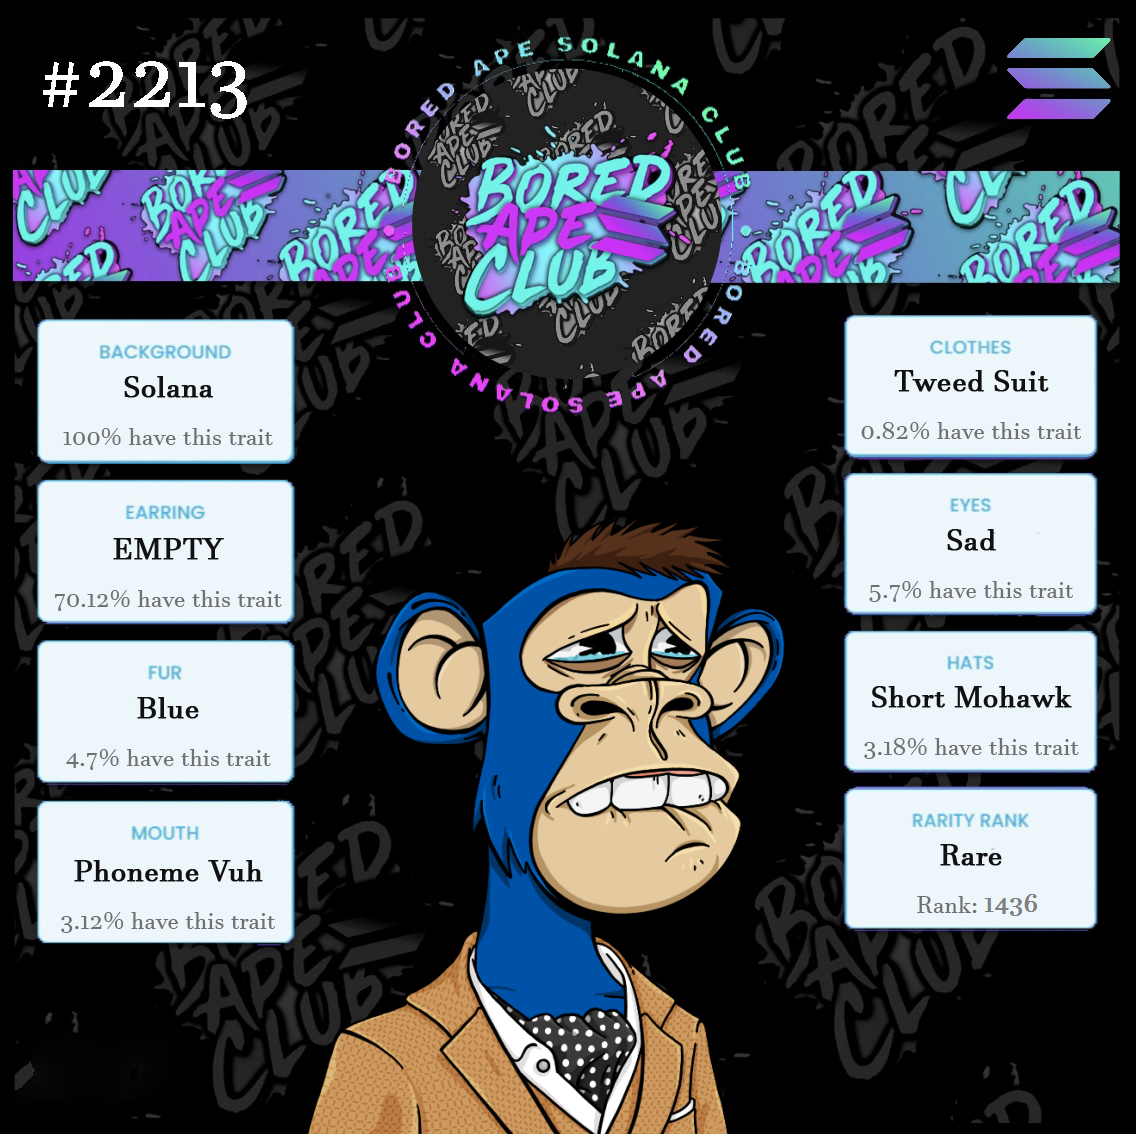 #2213
BORED APE SOLANA CLUB
BORED
APE
CLUB
BORED APE SOLANA CLUB
BACKGROUND
Solana
100% have this trait
EARRING
EMPTY
70.12% have this trait
FUR
Blue
4.7% have this trait
MOUTH
Phoneme Vuh
3.12% have this trait
CLOTHES
Tweed Suit
0.82% have this trait
EYES
Sad
5.7% have this trait
HATS
Short Mohawk
3.18% have this trait
RARITY RANK
Rare
Rank: 1436